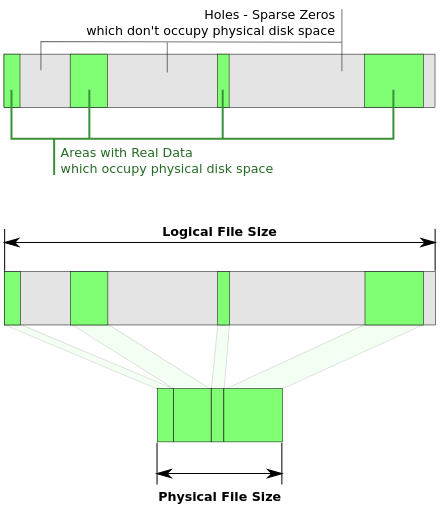 Holes - Sparse Zeros
which don't occupy physical disk space
Areas with Real Data
which occupy physical disk space
Logical File Size
Physical File Size